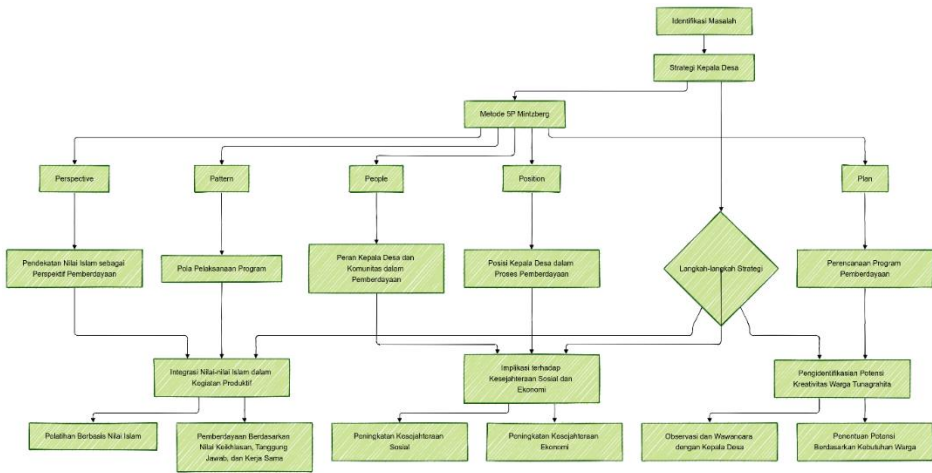 Identifikasi Masalah
Strategi Kepala Desa
Metode 5P Mintzberg
Perspective
Pattern
People
Position
Plan
Pendekatan Nilai Islam sebagai
Perspektif Pemberdayaan
Pola Pelaksanaan Program
Peran Kepala Desa dan
Komunitas dalam
Pemberdayaan
Posisi Kepala Desa dalam
Proses Pemberdayaan
Langkah-langkah Strategi
Perencanaan Program
Pemberdayaan
Integrasi Nilai-nilai Islam dalam
Kegiatan Produktif
Implikasi terhadap
Kesejahteraan Sosial dan
Ekonomi
Pengidentifikasian Potensi
Kreativitas Warga Tunagrahita
Pelatihan Berbasis Nilai Islam
Pemberdayaan Berdasarkan
Nilai Keikhlasan, Tanggung
Jawab, dan Kerja Sama
Peningkatan Kesejahteraan
Sosial
Peningkatan Kesejahteraan
Ekonomi
Observasi dan Wawancara
dengan Kepala Desa
Penentuan Potensi
Berdasarkan Kebutuhan Warga